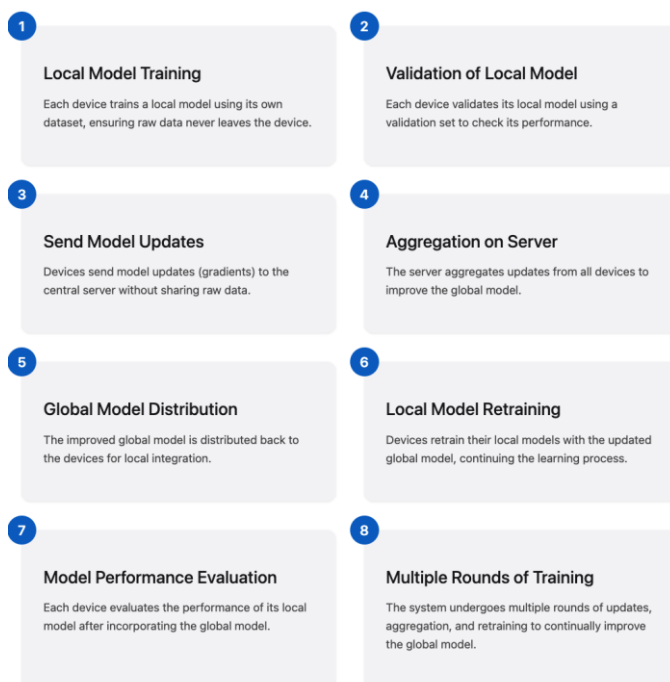 1
Local Model Training
Each device trains a local model using its own
dataset, ensuring raw data never leaves the device.
2
Validation of Local Model
Each device validates its local model using a
validation set to check its performance.
3
Send Model Updates
Devices send model updates (gradients) to the
central server without sharing raw data.
4
Aggregation on Server
The server aggregates updates from all devices to
improve the global model.
5
Global Model Distribution
The improved global model is distributed back to
the devices for local integration.
6
Local Model Retraining
Devices retrain their local models with the updated
global model, continuing the learning process.
7
Model Performance Evaluation
Each device evaluates the performance of its local
model after incorporating the global model.
8
Multiple Rounds of Training
The system undergoes multiple rounds of updates,
aggregation, and retraining to continually improve
the global model.